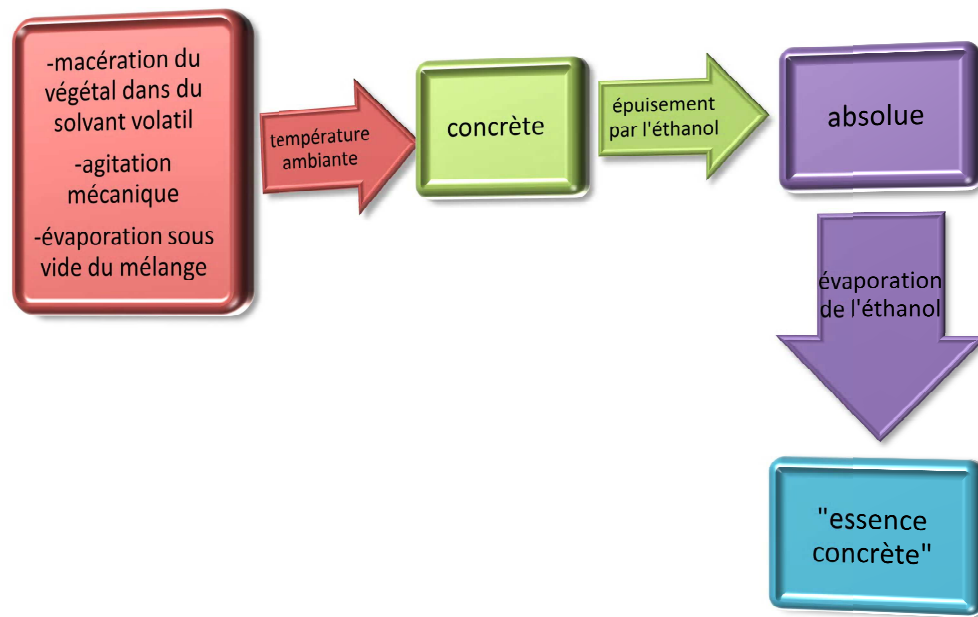 -macération du
végétal dans du
solvant volatil
-agitation
mécanique
-évaporation sous
vide du mélange
température
ambiante
concrète
épuisement
par l'éthanol
absolue
évaporation
de l'éthanol
"essence
concrète"